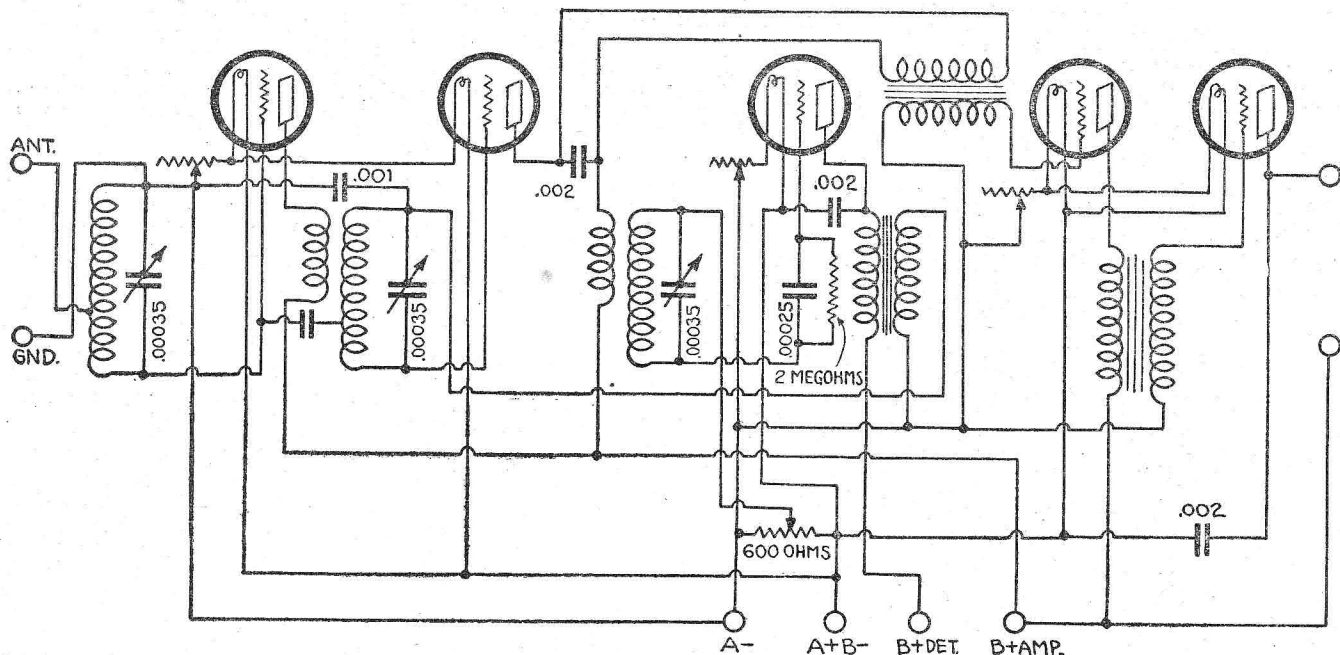 ANT.
GND.
.00035
.001
.00035
.002
.00035
.002
.00025
2 MEGOHMS
600 OHMS
.002
A-
A+B-
B+DET.
B+AMP.